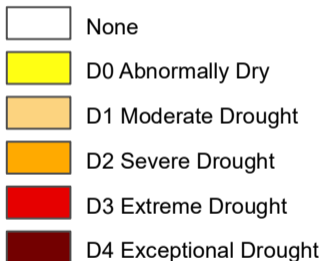 None
D0 Abnormally Dry
D1 Moderate Drought
D2 Severe Drought
D3 Extreme Drought
D4 Exceptional Drought